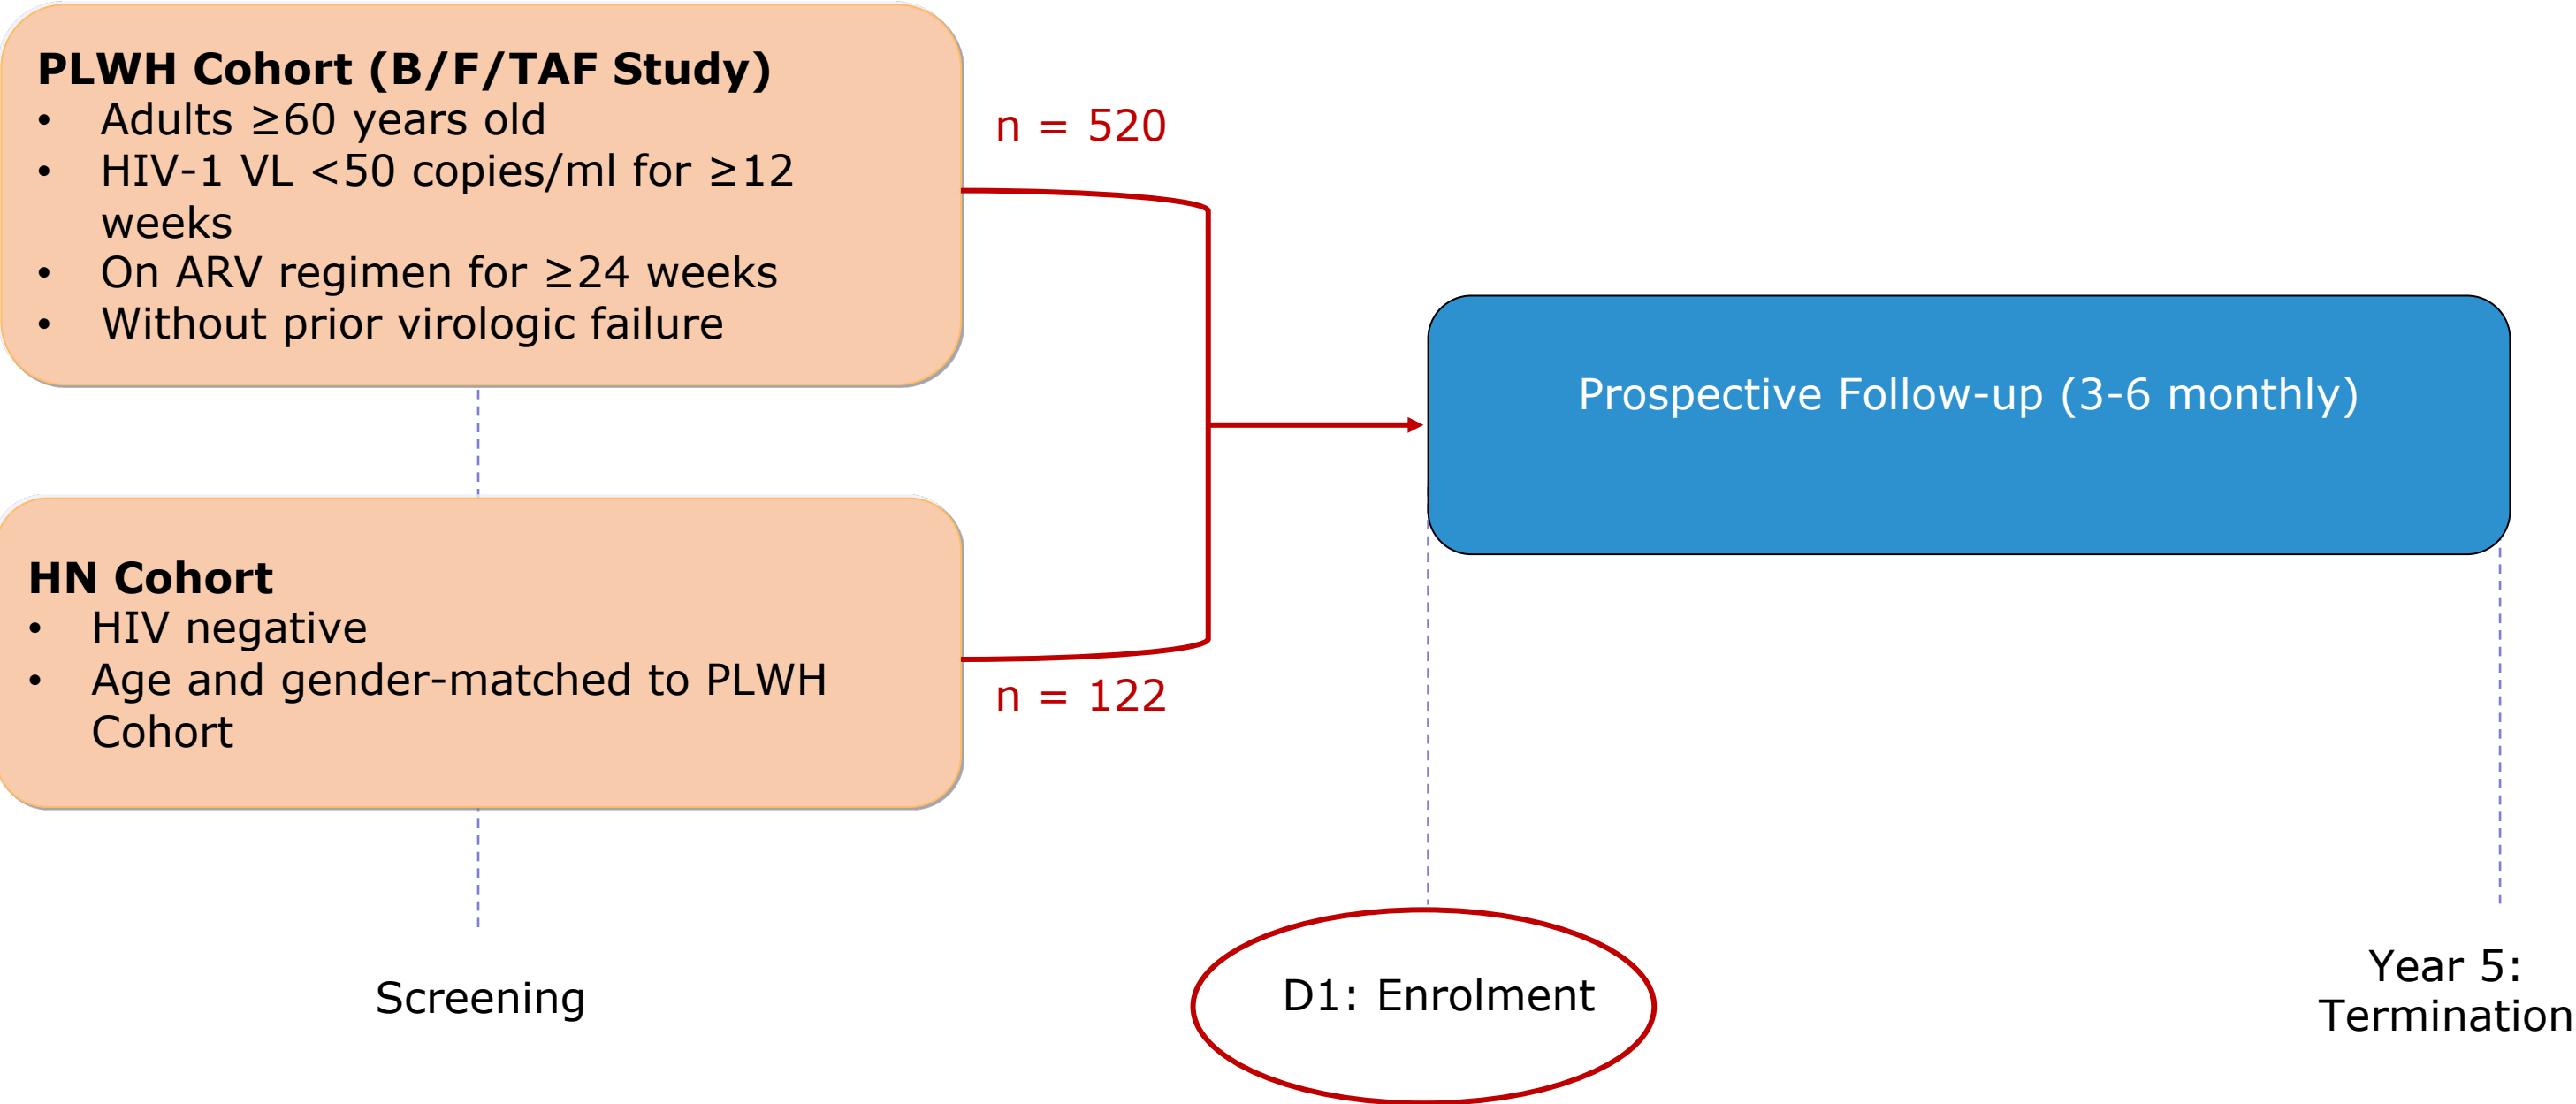 PLWH Cohort (B/F/TAF Study)
• Adults ≥60 years old
• HIV-1 VL <50 copies/ml for ≥12
weeks
• On ARV regimen for ≥24 weeks
• Without prior virologic failure
n = 520
Prospective Follow-up (3-6 monthly)
HN Cohort
• HIV negative
• Age and gender-matched to PLWH
Cohort
n = 122
Screening
D1: Enrolment
Year 5:
Termination